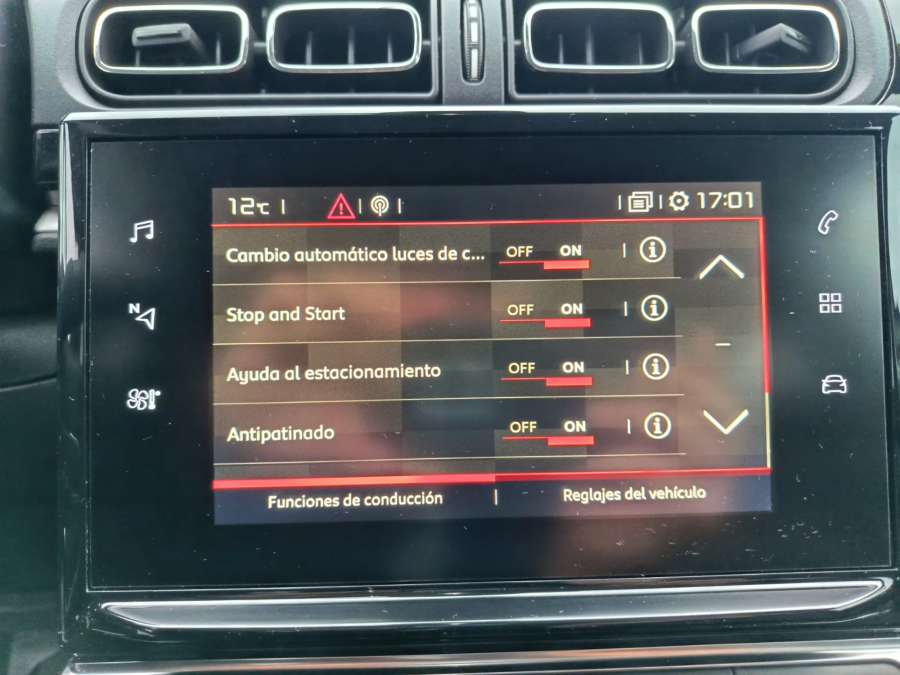 12°C
17:01
Cambio automático luces de c... OFF ON
Stop and Start OFF ON
Ayuda al estacionamiento OFF ON
Antipatinado OFF ON
Funciones de conducción
Reglajes del vehículo
N